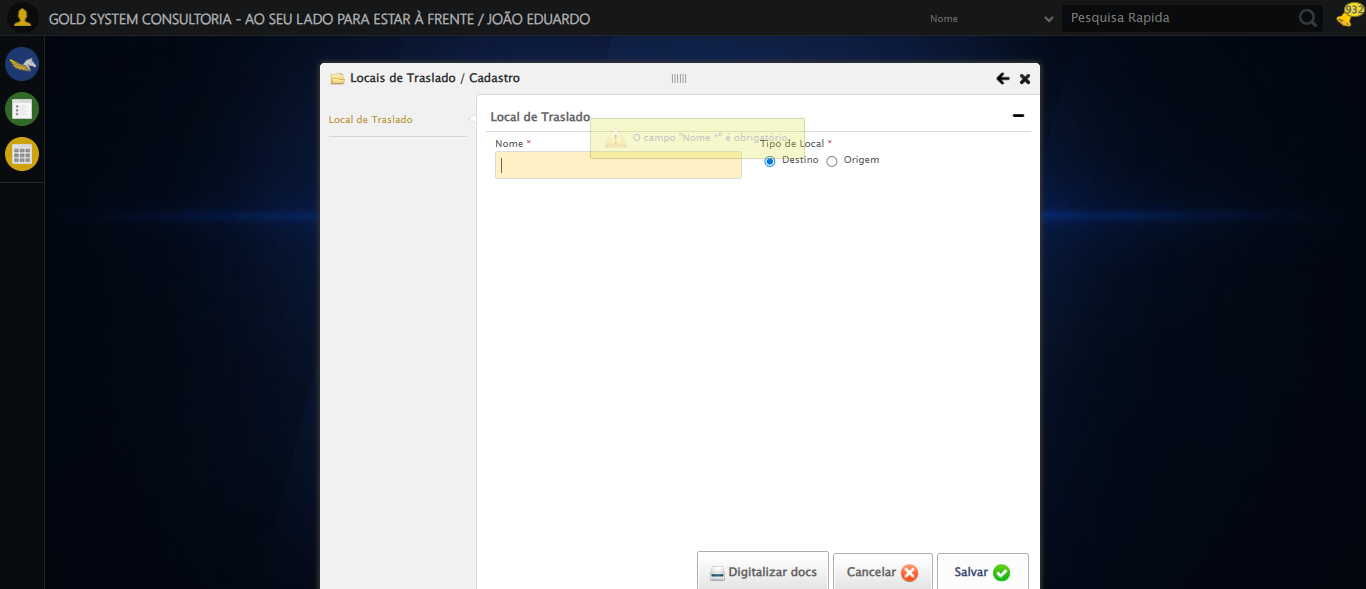 GOLD SYSTEM CONSULTORIA - AO SEU LADO PARA ESTAR À FRENTE / JOÃO EDUARDO
Nome
Pesquisa Rapida
932
Locais de Traslado / Cadastro
Local de Traslado
Local de Traslado
O campo "Nome *" é obrigatório.
Nome *
Tipo de Local *
Destino
Origem
Digitalizar docs
Cancelar
Salvar